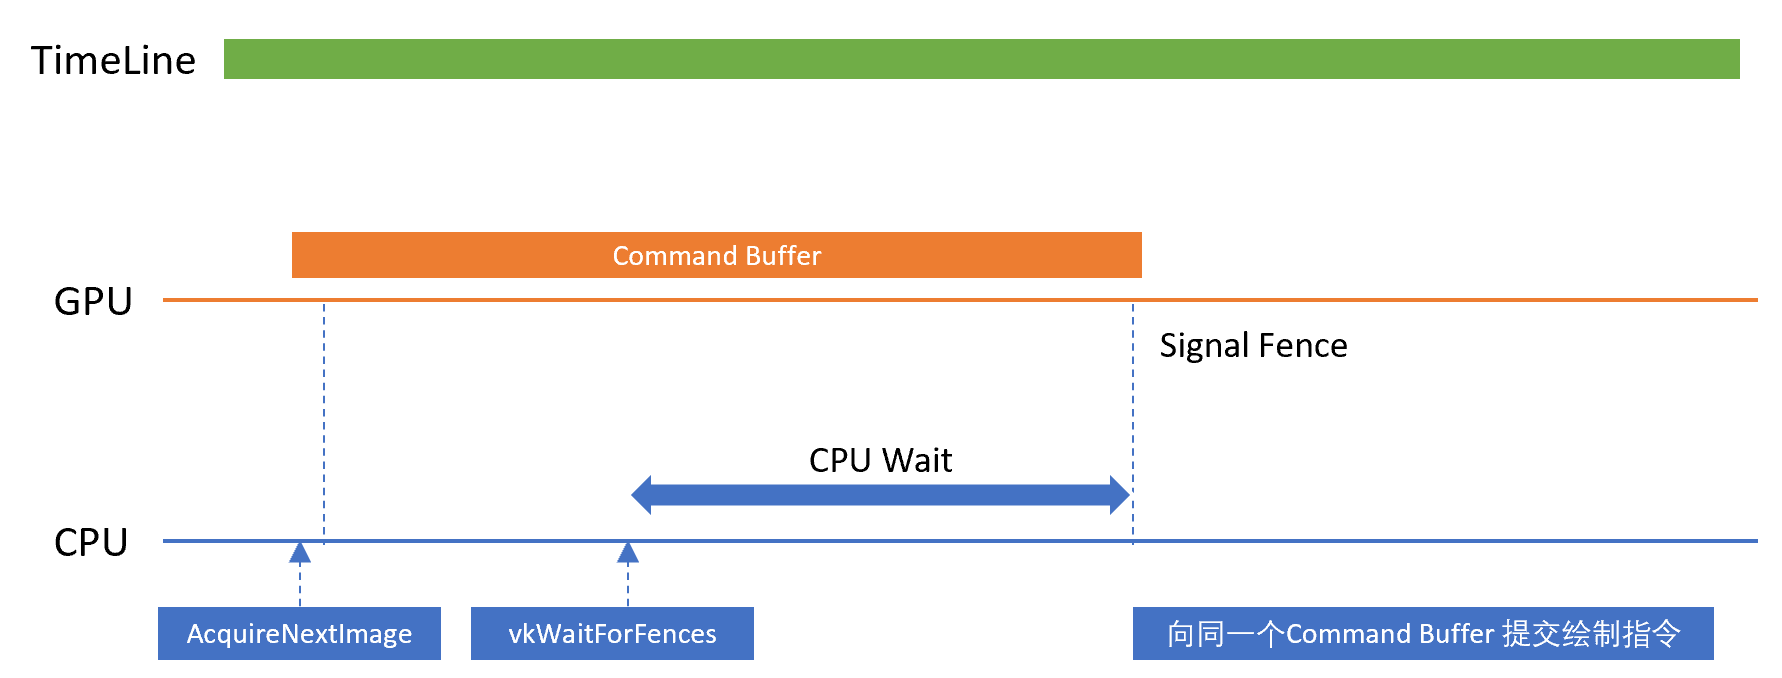 TimeLine
Command Buffer
GPU
Signal Fence
CPU Wait
CPU
AcquireNextImage
vkWaitForFences
向同一个Command Buffer 提交绘制指令